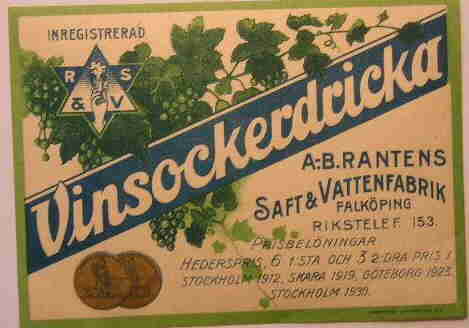 INREGISTRERAD
R S
& V
Vinsockerdricka
A.-B. RANTENS
SAFT & VATTENFABRIK
FALKÖPING
RIKSTELEF. 153.
PRISBELÖNINGAR
HEDERSPRIS, 6 1:STA OCH 3 2:DRA PRIS I
STOCKHOLM 1912, SKARA 1919, GÖTEBORG 1923,
STOCKHOLM 1930.